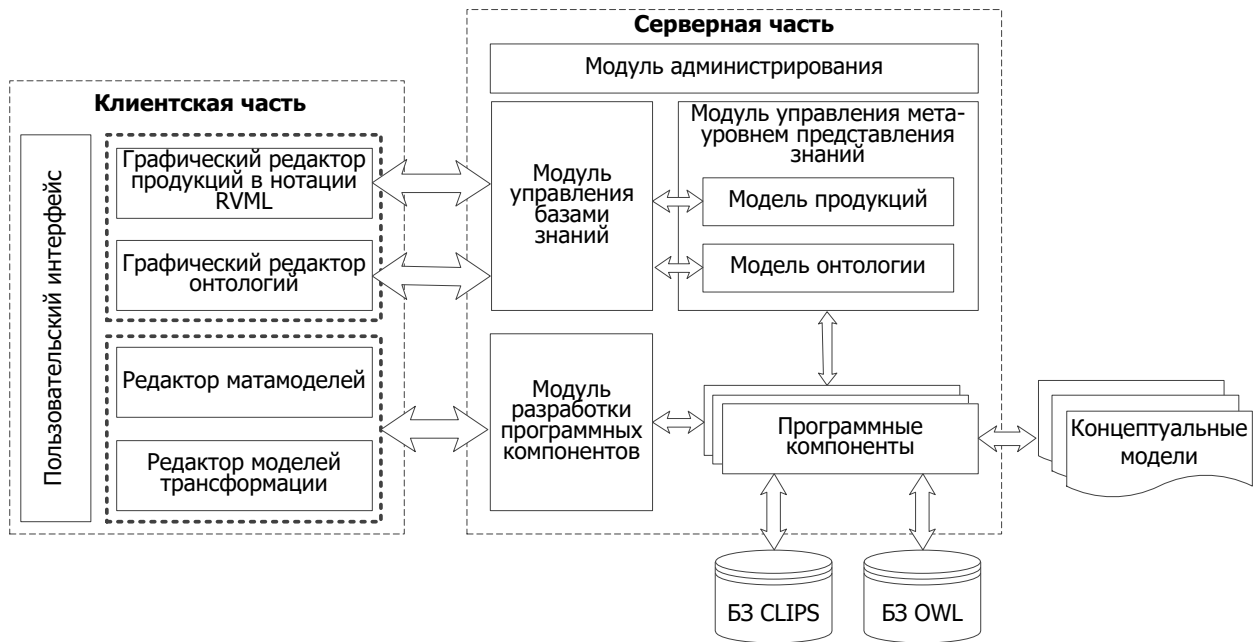 Серверная часть
Модуль администрирования
Клиентская часть
Пользовательский интерфейс
Графический редактор
продукций в нотации
RVML
Графический редактор
онтологий
Редактор матамоделей
Редактор моделей
трансформации
Модуль
управления
базами
знаний
Модуль управления мета-
уровнем представления
знаний
Модель продукций
Модель онтологии
Модуль
разработки
программных
компонентов
Программные
компоненты
Концептуальные
модели
БЗ CLIPS
БЗ OWL